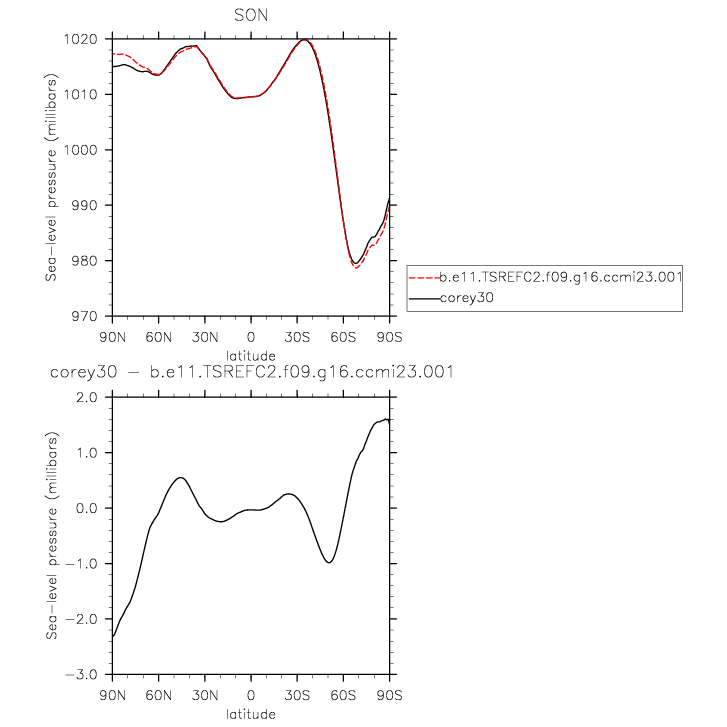 SON
1020
1010
1000
990
980
970
Sea-level pressure (millibars)
90N 60N 30N 0 30S 60S 90S
latitude
b.e11.TSREFC2.f09.g16.ccmi23.001
corey30
corey30 - b.e11.TSREFC2.f09.g16.ccmi23.001
2.0
1.0
0.0
-1.0
-2.0
-3.0
Sea-level pressure (millibars)
90N 60N 30N 0 30S 60S 90S
latitude